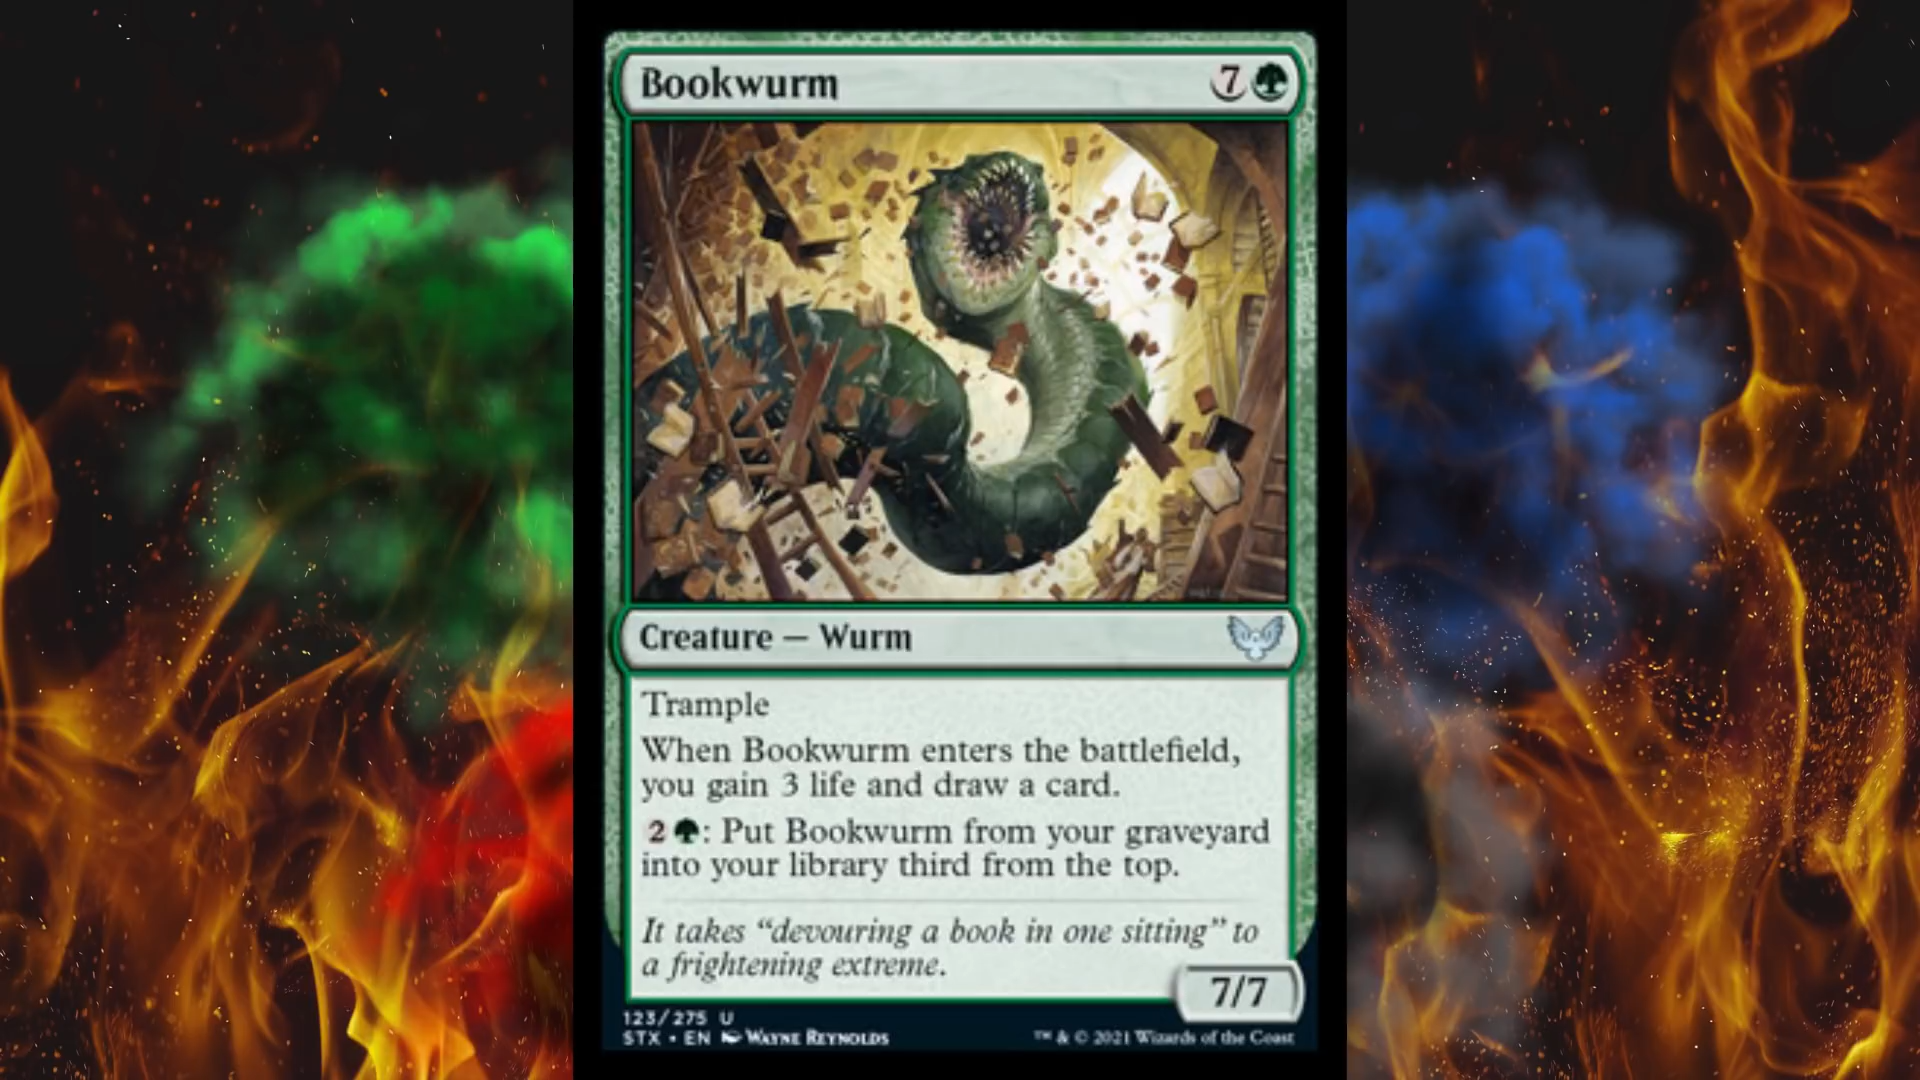 Bookwurm 7
Creature — Wurm
Trample
When Bookwurm enters the battlefield,
you gain 3 life and draw a card.
2 : Put Bookwurm from your graveyard
into your library third from the top.
It takes “devouring a book in one sitting” to
a frightening extreme.
7/7
123/275 U
STX • EN Wayne Reynolds
™ & © 2021 Wizards of the Coast